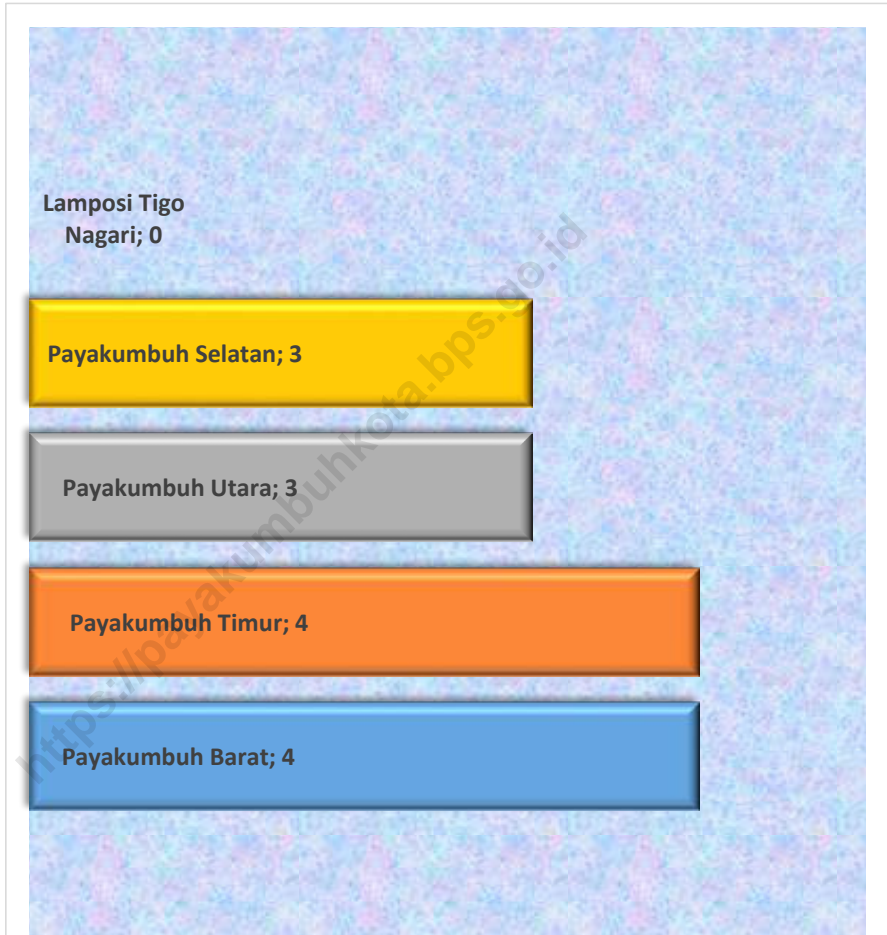 Lamposi Tigo
Nagari; 0
Payakumbuh Selatan; 3
Payakumbuh Utara; 3
Payakumbuh Timur; 4
Payakumbuh Barat; 4
https://payakumbuhkota.bps.go.id